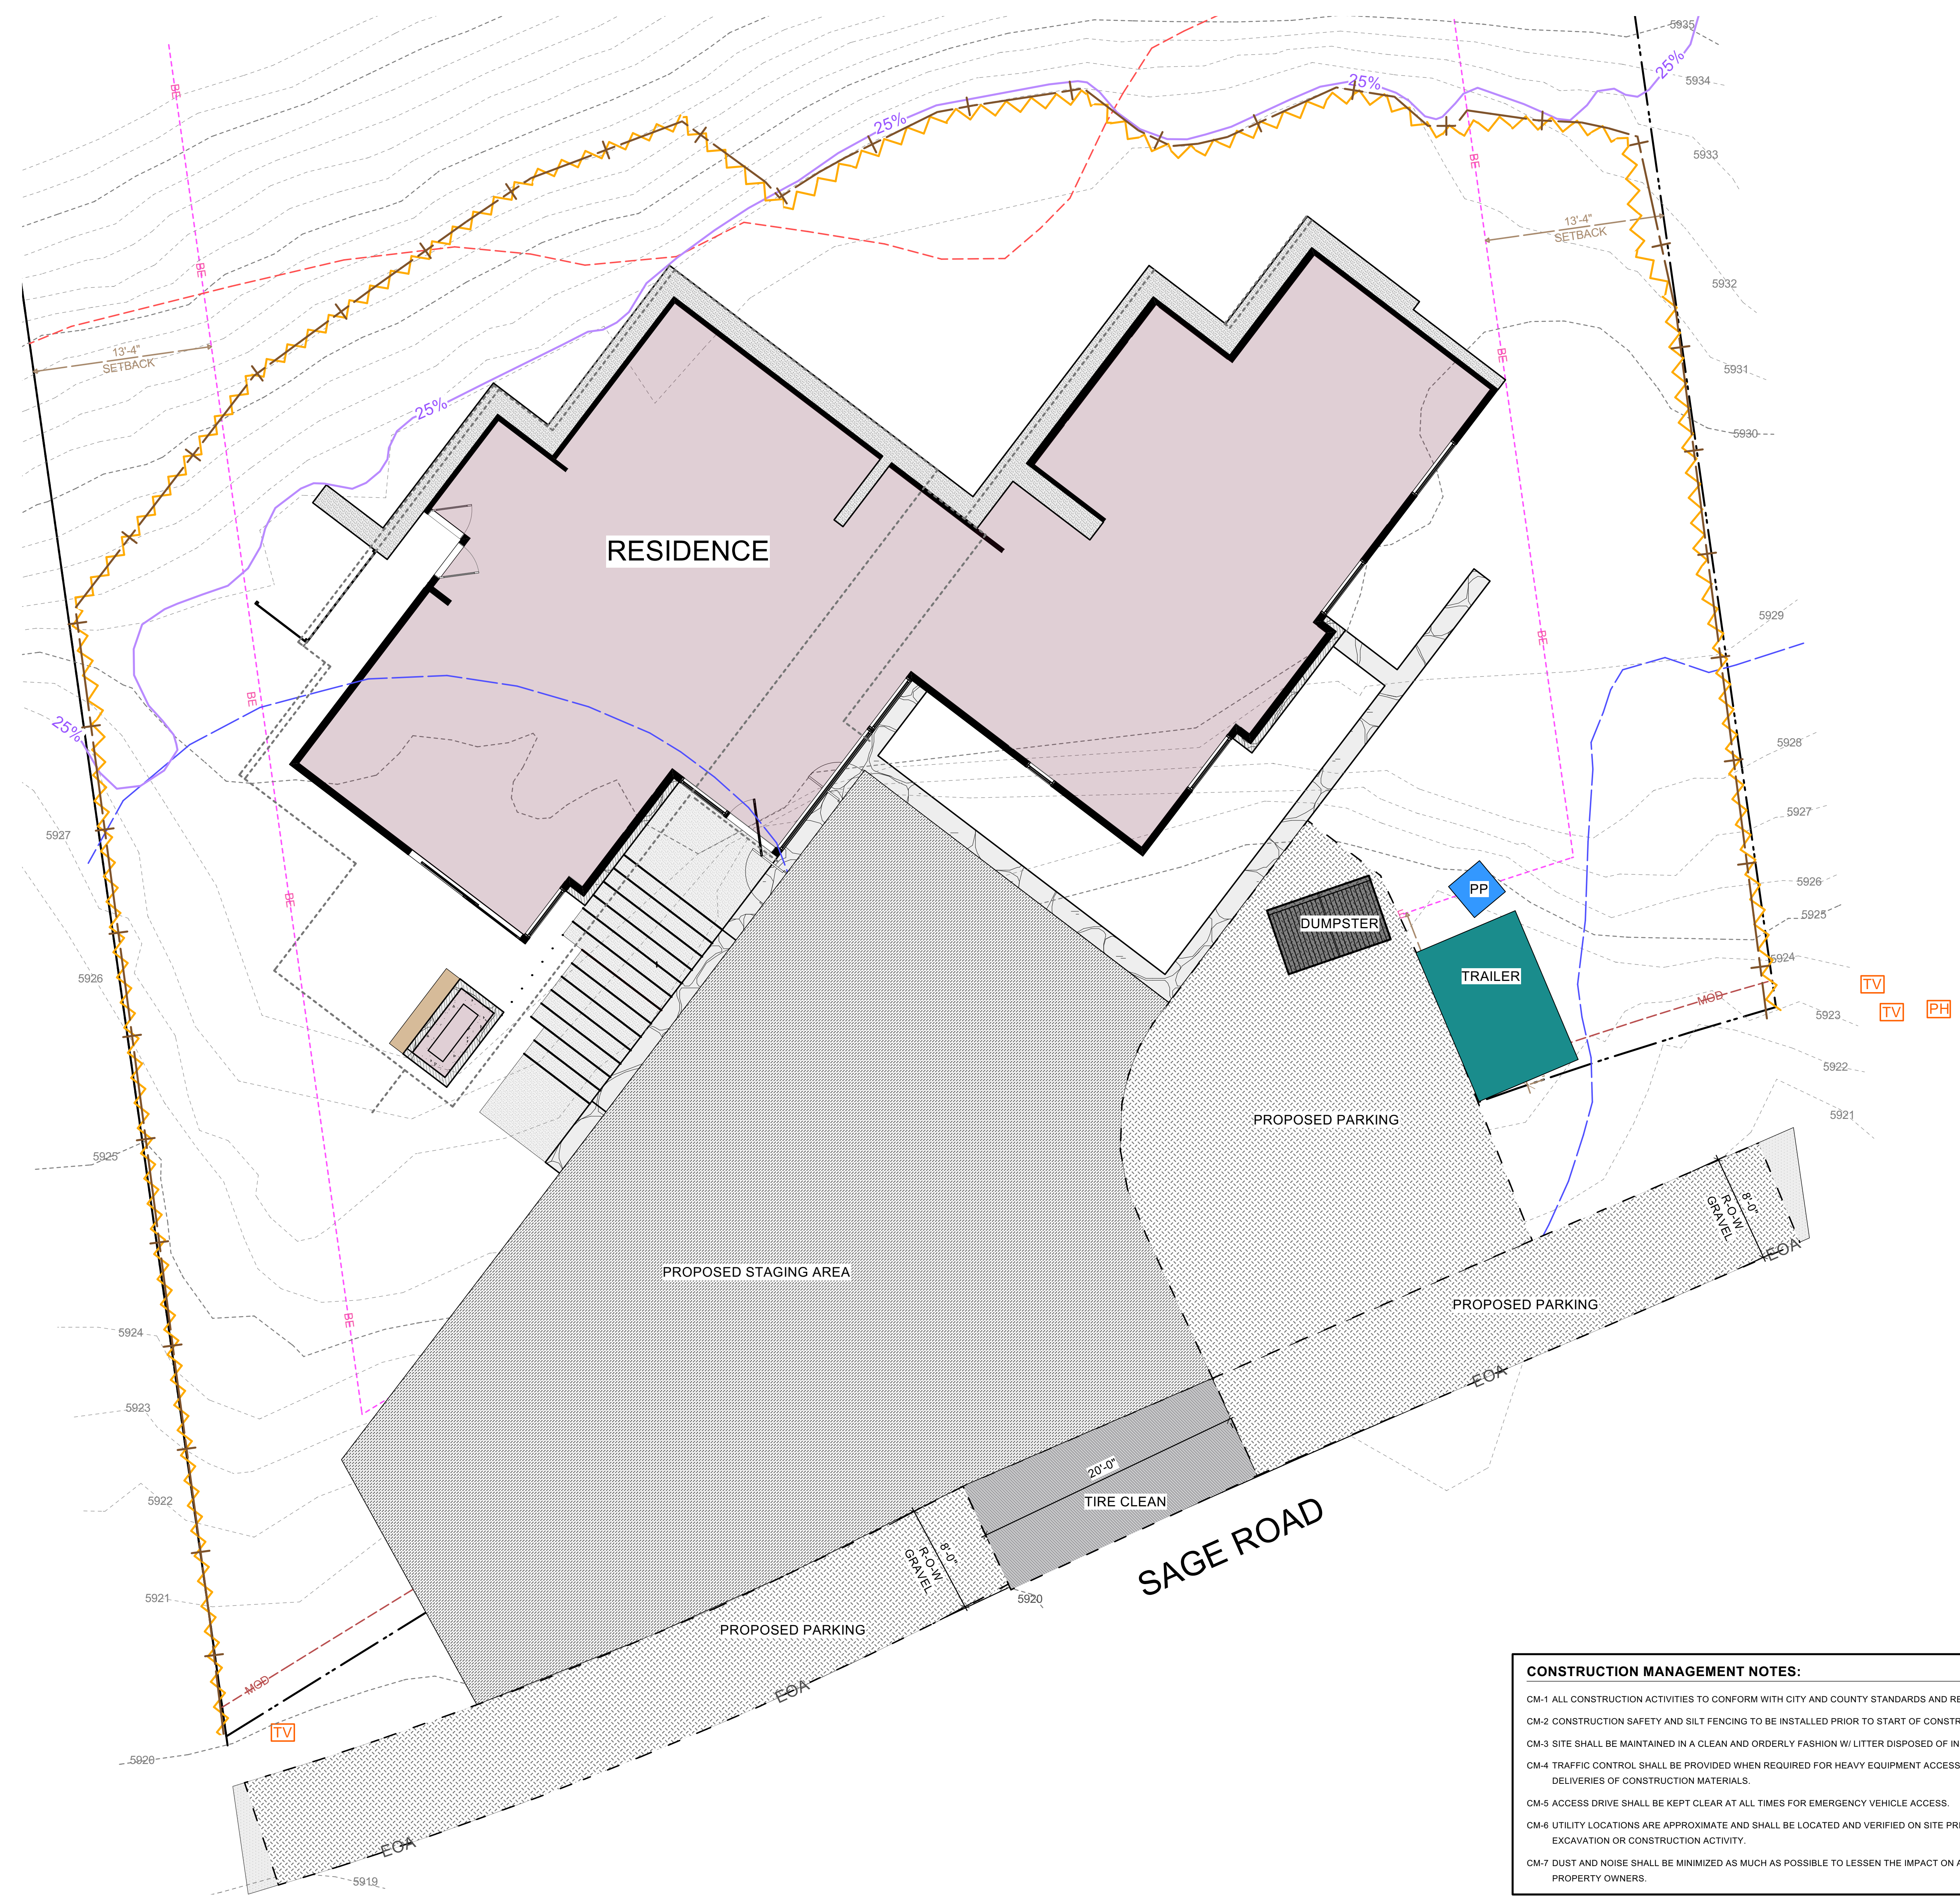 5935
25%
5934
25%
BE
25%
5933
BE
13'-4"
SETBACK
BE
5932
13'-4"
SETBACK
BE
5931
25%
5930
RESIDENCE
5929
BE
BE
25%
5928
5927
5927
PP
5926
BE
BE
DUMPSTER
5925
TRAILER
5924
5926
TV
MOD
TV
PH
5923
5922
PROPOSED PARKING
5921
5925
8'-0"
R-O-W
GRAVEL
EOA
PROPOSED STAGING AREA
PROPOSED PARKING
BE
5924
EOA
5923
20'-0"
TIRE CLEAN
5922
SAGE ROAD
8'-0"
R-O-W
GRAVEL
5921
5920
PROPOSED PARKING
MOD
EOA
TV
5920
EOA
5919
CONSTRUCTION MANAGEMENT NOTES:
CM-1 ALL CONSTRUCTION ACTIVITIES TO CONFORM WITH CITY AND COUNTY STANDARDS AND RE
CM-2 CONSTRUCTION SAFETY AND SILT FENCING TO BE INSTALLED PRIOR TO START OF CONSTR
CM-3 SITE SHALL BE MAINTAINED IN A CLEAN AND ORDERLY FASHION W/ LITTER DISPOSED OF IN
CM-4 TRAFFIC CONTROL SHALL BE PROVIDED WHEN REQUIRED FOR HEAVY EQUIPMENT ACCESS
DELIVERIES OF CONSTRUCTION MATERIALS.
CM-5 ACCESS DRIVE SHALL BE KEPT CLEAR AT ALL TIMES FOR EMERGENCY VEHICLE ACCESS.
CM-6 UTILITY LOCATIONS ARE APPROXIMATE AND SHALL BE LOCATED AND VERIFIED ON SITE PRI
EXCAVATION OR CONSTRUCTION ACTIVITY.
CM-7 DUST AND NOISE SHALL BE MINIMIZED AS MUCH AS POSSIBLE TO LESSEN THE IMPACT ON A
PROPERTY OWNERS.